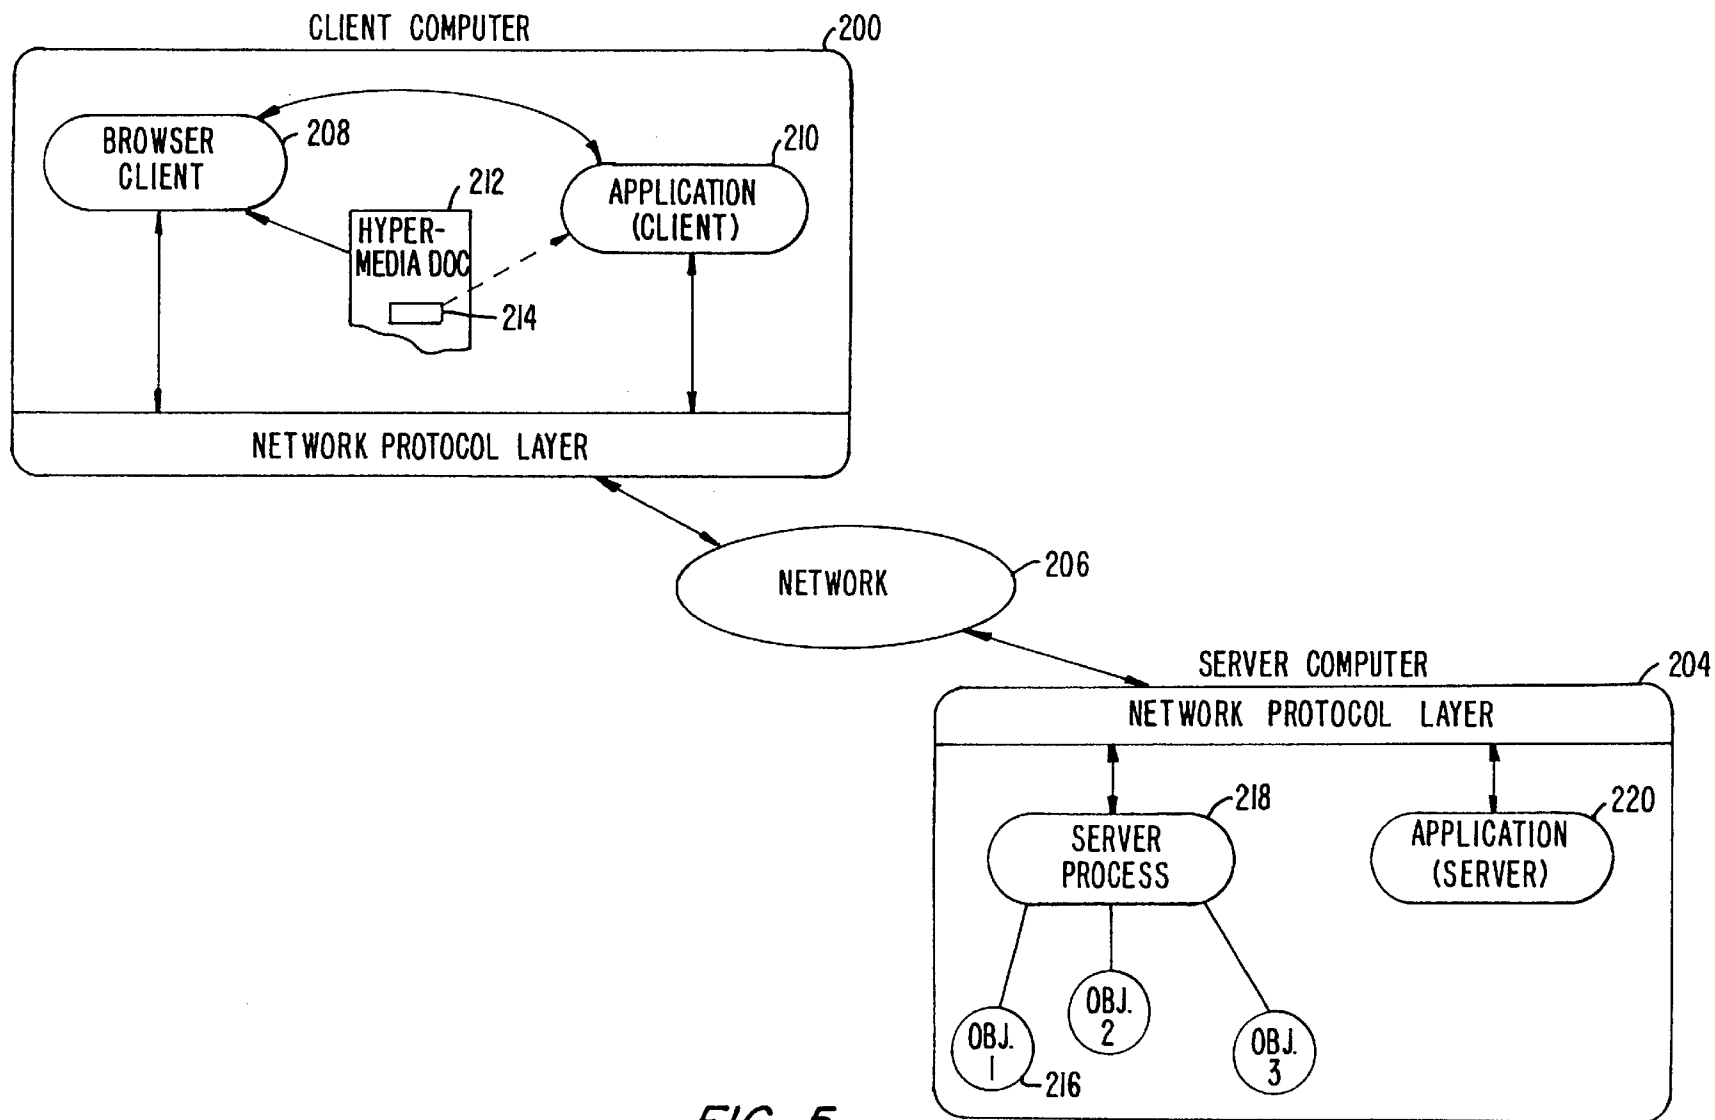 CLIENT COMPUTER
200
BROWSER
CLIENT
208
210
APPLICATION
(CLIENT)
212
HYPER-
MEDIA DOC
214
NETWORK PROTOCOL LAYER
NETWORK
206
SERVER COMPUTER
204
NETWORK PROTOCOL LAYER
218
SERVER
PROCESS
220
APPLICATION
(SERVER)
OBJ.
1
216
OBJ.
2
OBJ.
3
FIG. 5